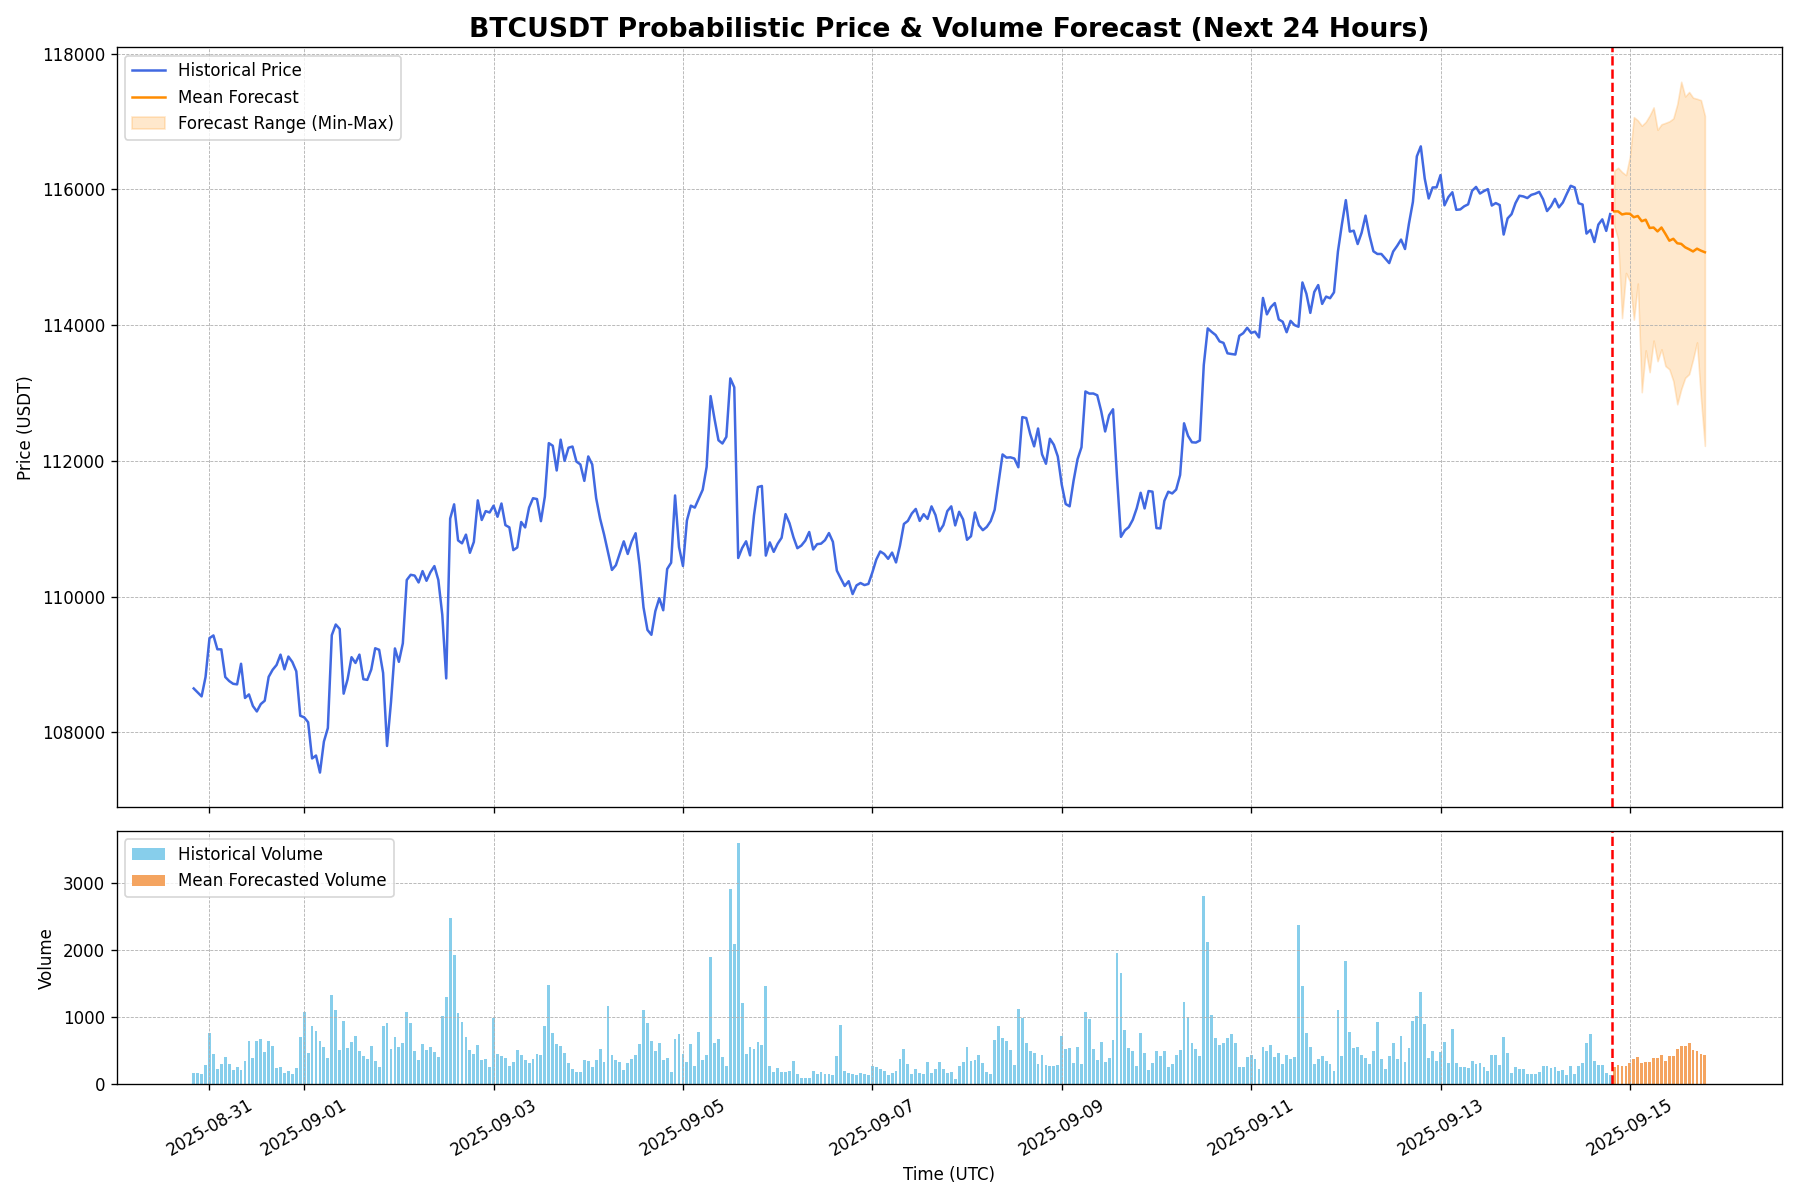 BTCUSDT Probabilistic Price & Volume Forecast (Next 24 Hours)
Historical Price
Mean Forecast
Forecast Range (Min-Max)
118000
116000
114000
112000
110000
108000
Price (USDT)
Historical Volume
Mean Forecasted Volume
3000
2000
1000
0
Volume
2025-08-31
2025-09-01
2025-09-03
2025-09-05
2025-09-07
2025-09-09
2025-09-11
2025-09-13
2025-09-15
Time (UTC)